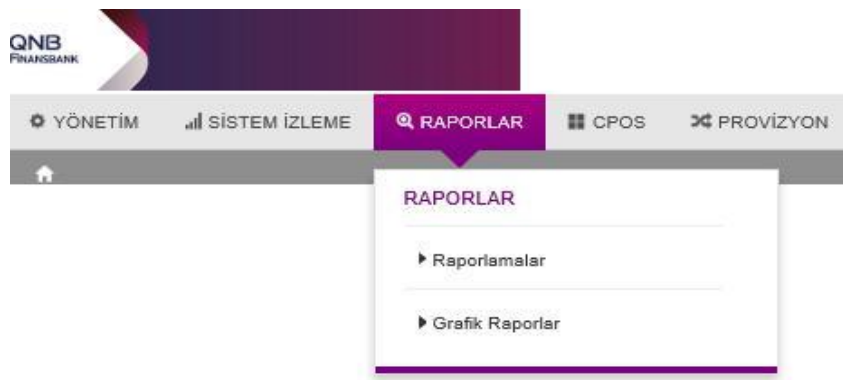 QNB
FINANSBANK
YÖNETİM SİSTEM İZLEME RAPORLAR CPOS PROVİZYON
RAPORLAR
Raporlamalar
Grafik Raporlar